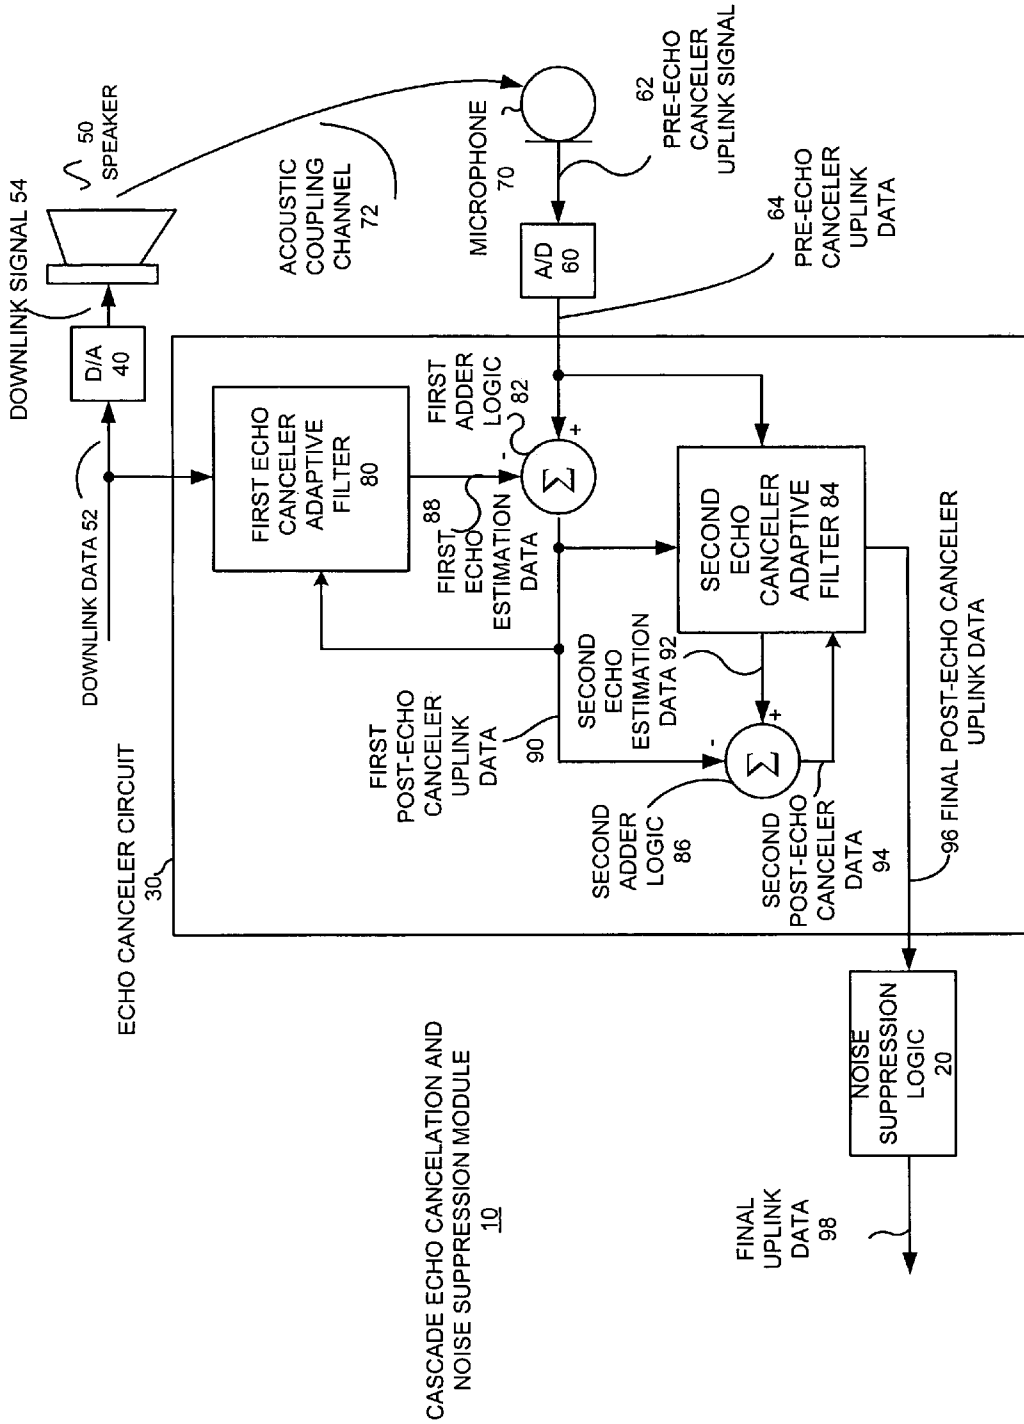 DOWNLINK SIGNAL 54
50
SPEAKER
D/A
40
DOWNLINK DATA 52
ACOUSTIC
COUPLING
CHANNEL
72
MICROPHONE
70
62
PRE-ECHO
CANCELER
UPLINK SIGNAL
A/D
60
64
PRE-ECHO
CANCELER
UPLINK
DATA
ECHO CANCELER CIRCUIT
30
FIRST ECHO
CANCELER
ADAPTIVE
FILTER
80
FIRST
ADDER
LOGIC
82
-
+
Σ
88
FIRST
ECHO
ESTIMATION
DATA
SECOND
ECHO
CANCELER
ADAPTIVE
FILTER 84
FIRST
POST-ECHO
CANCELER
UPLINK
DATA
90
SECOND
ECHO
ESTIMATION
DATA 92
-
+
Σ
SECOND
ADDER
LOGIC
86
SECOND
POST-ECHO
CANCELER
DATA
94
96 FINAL POST-ECHO CANCELER
UPLINK DATA
NOISE
SUPPRESSION
LOGIC
20
FINAL
UPLINK
DATA
98
CASCADE ECHO CANCELATION AND
NOISE SUPPRESSION MODULE
10